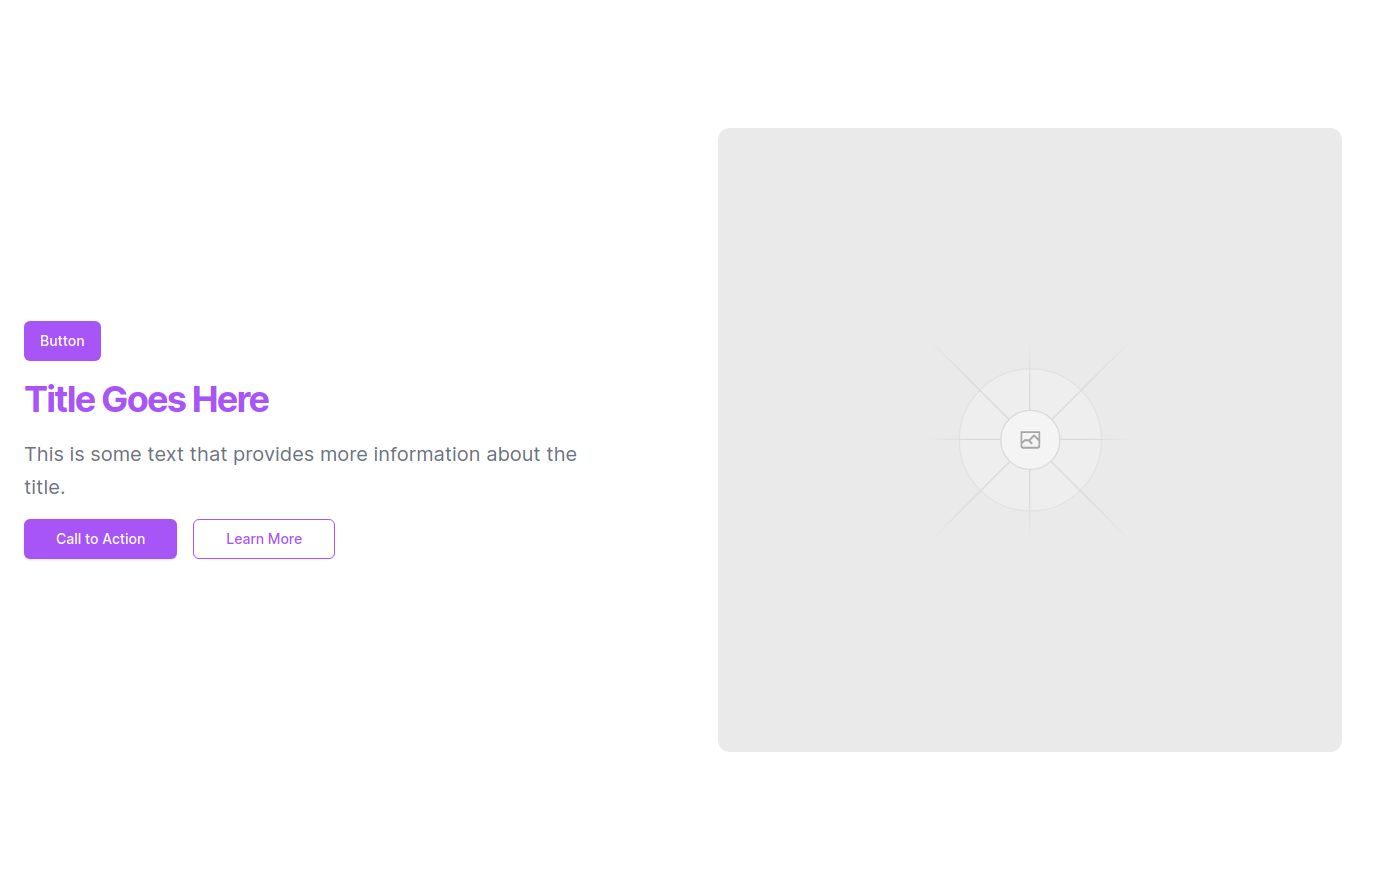 Button
Title Goes Here
This is some text that provides more information about the
title.
Call to Action
Learn More